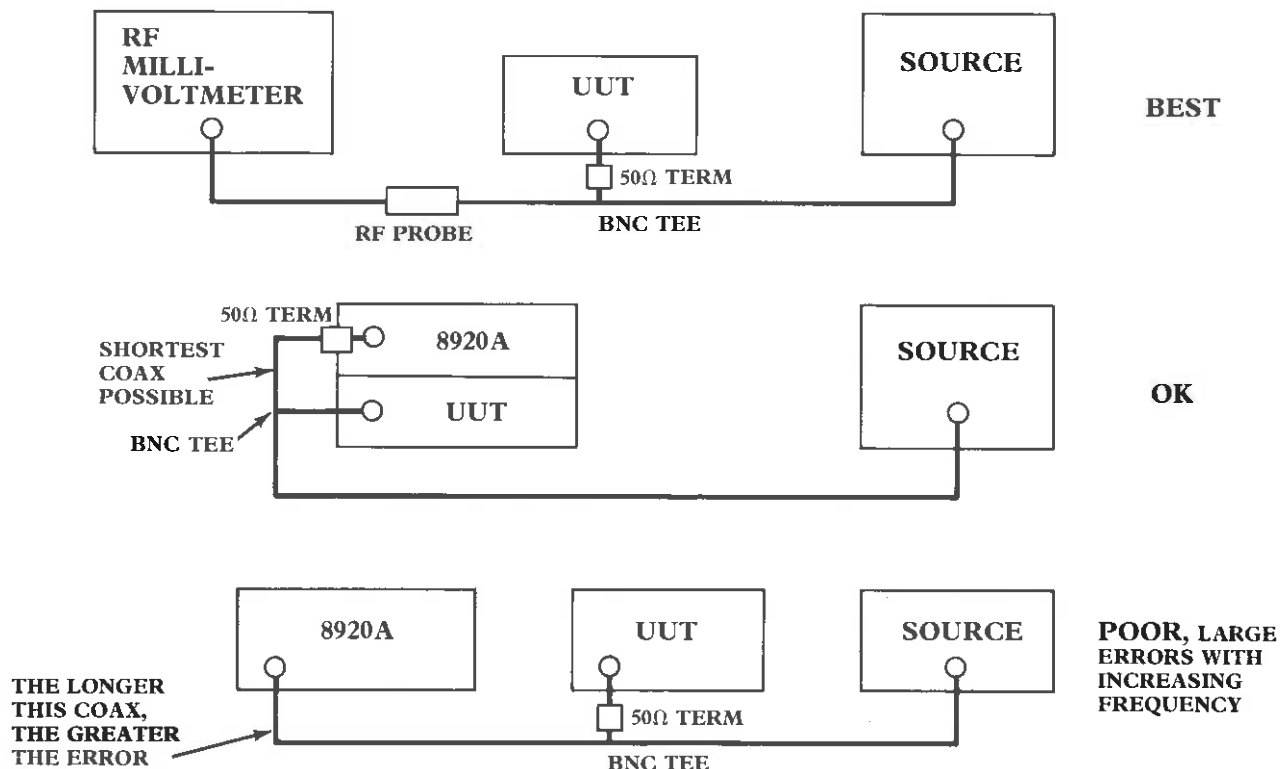 RF
MILLI-
VOLTMETER
UUT
SOURCE
BEST
50Ω TERM
RF PROBE
BNC TEE
50Ω TERM
8920A
SHORTEST
COAX
POSSIBLE
UUT
BNC TEE
SOURCE
OK
8920A
UUT
SOURCE
POOR, LARGE
ERRORS WITH
INCREASING
FREQUENCY
THE LONGER
THIS COAX,
THE GREATER
THE ERROR
50Ω TERM
BNC TEE